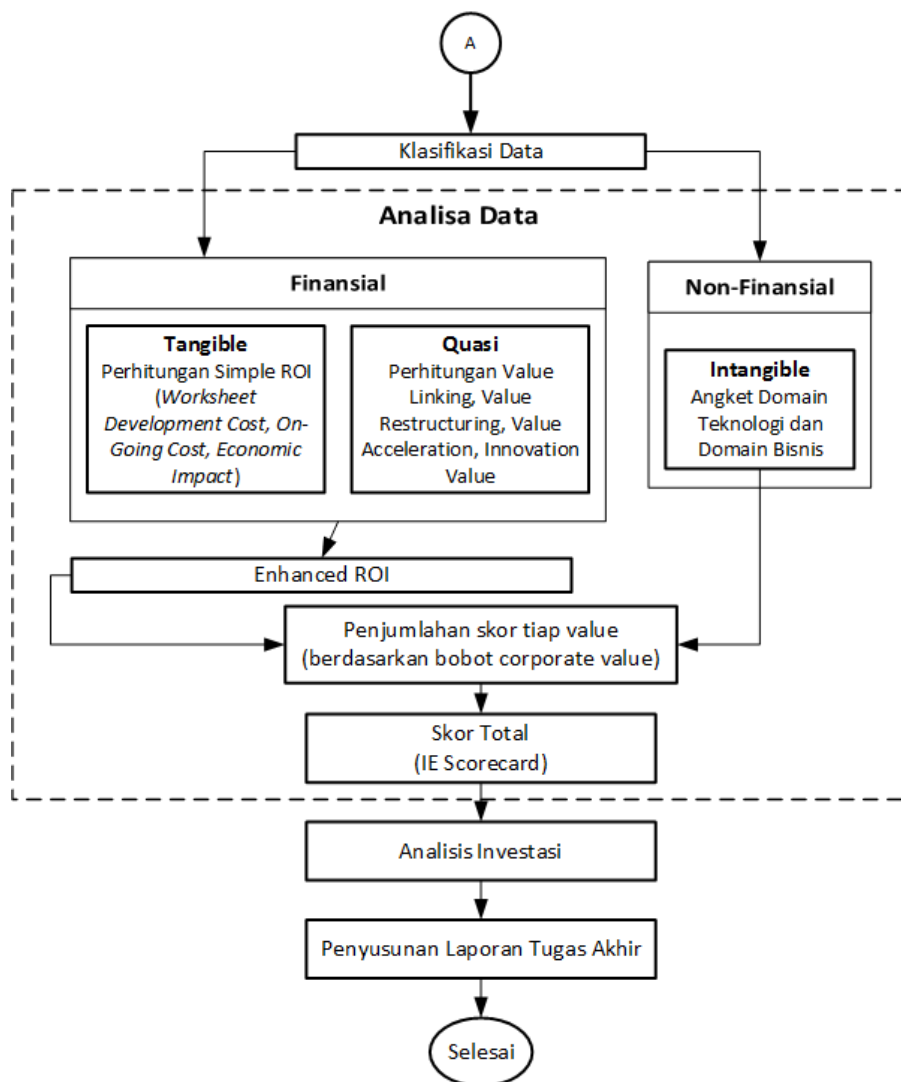 A
Klasifikasi Data
Analisa Data
Finansial
Tangible
Perhitungan Simple ROI
(Worksheet
Development Cost, On-
Going Cost, Economic
Impact)
Quasi
Perhitungan Value
Linking, Value
Restructuring, Value
Acceleration, Innovation
Value
Non-Finansial
Intangible
Angket Domain
Teknologi dan
Domain Bisnis
Enhanced ROI
Penjumlahan skor tiap value
(berdasarkan bobot corporate value)
Skor Total
(IE Scorecard)
Analisis Investasi
Penyusunan Laporan Tugas Akhir
Selesai